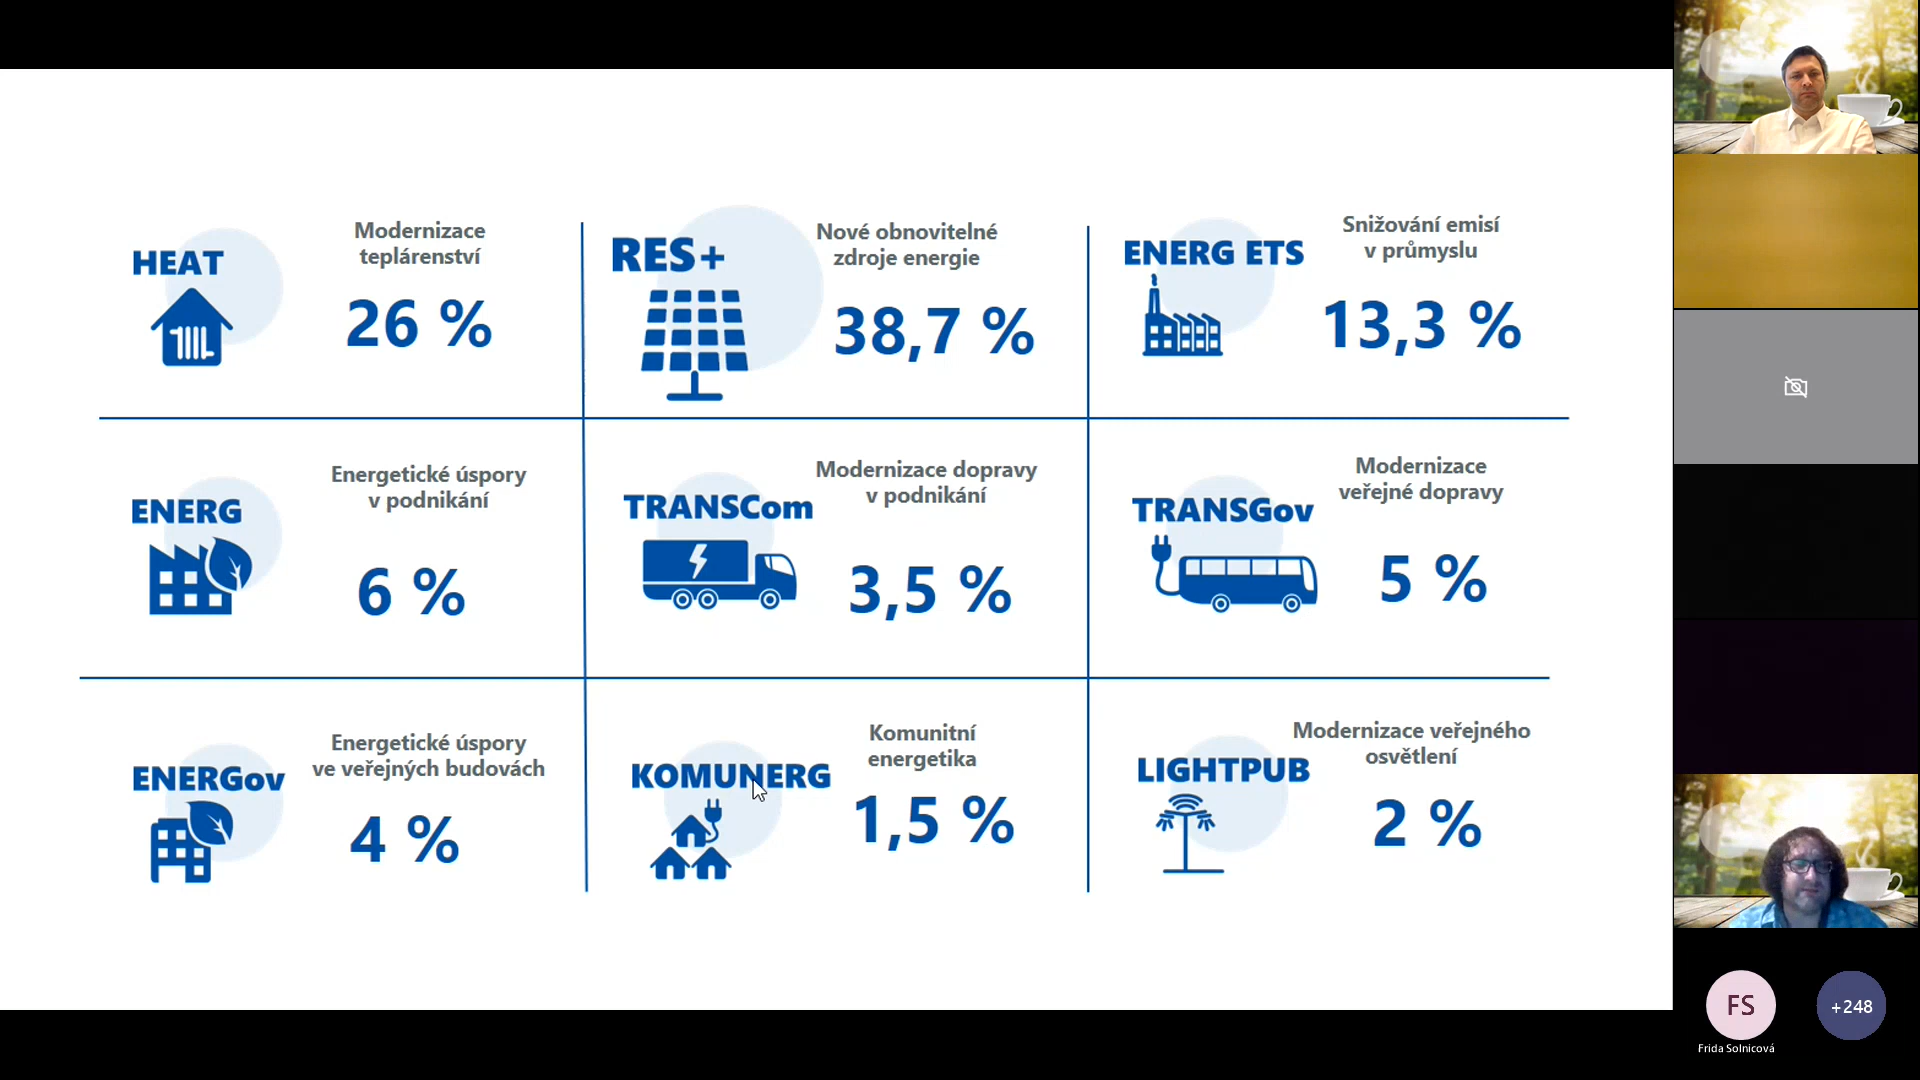 HEAT
Modernizace
teplárenství
26 %
RES+
Nové obnovitelné
zdroje energie
38,7 %
ENERG ETS
Snižování emisí
v průmyslu
13,3 %
ENERG
Energetické úspory
v podnikání
6 %
TRANSCom
Modernizace dopravy
v podnikání
3,5 %
TRANSGov
Modernizace
veřejné dopravy
5 %
ENERGov
Energetické úspory
ve veřejných budovách
4 %
KOMUNERG
Komunitní
energetika
1,5 %
LIGHTPUB
Modernizace veřejného
osvětlení
2 %
FS
Frida Solnicová
+248